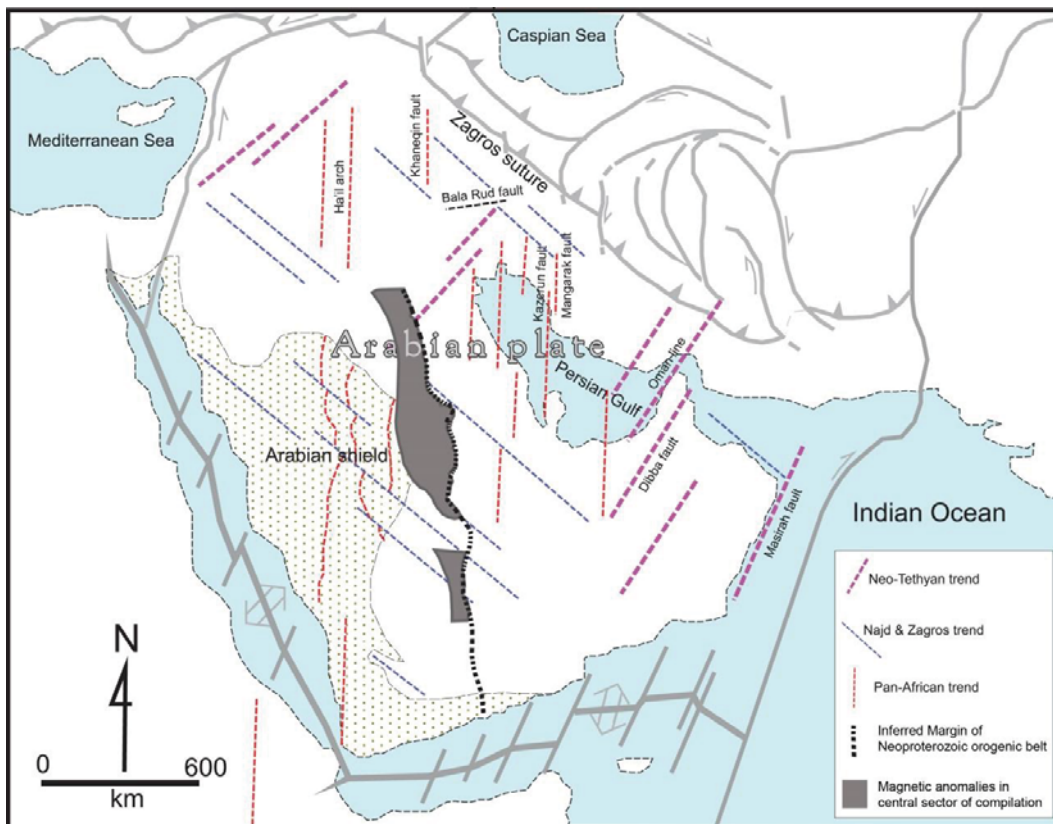 Caspian Sea
Mediterranean Sea
Khaneqin fault
Zagros suture
Ha'il arch
Bala Rud fault
Kazerun fault
Mangarak fault
Arabian plate
Persian Gulf
Oman-line
Arabian shield
Dibba fault
Masirah fault
Indian Ocean
Neo-Tethyan trend
Najd & Zagros trend
Pan-African trend
Inferred Margin of
Neoproterozoic orogenic belt
Magnetic anomalies in
central sector of compilation
N
0 600
km